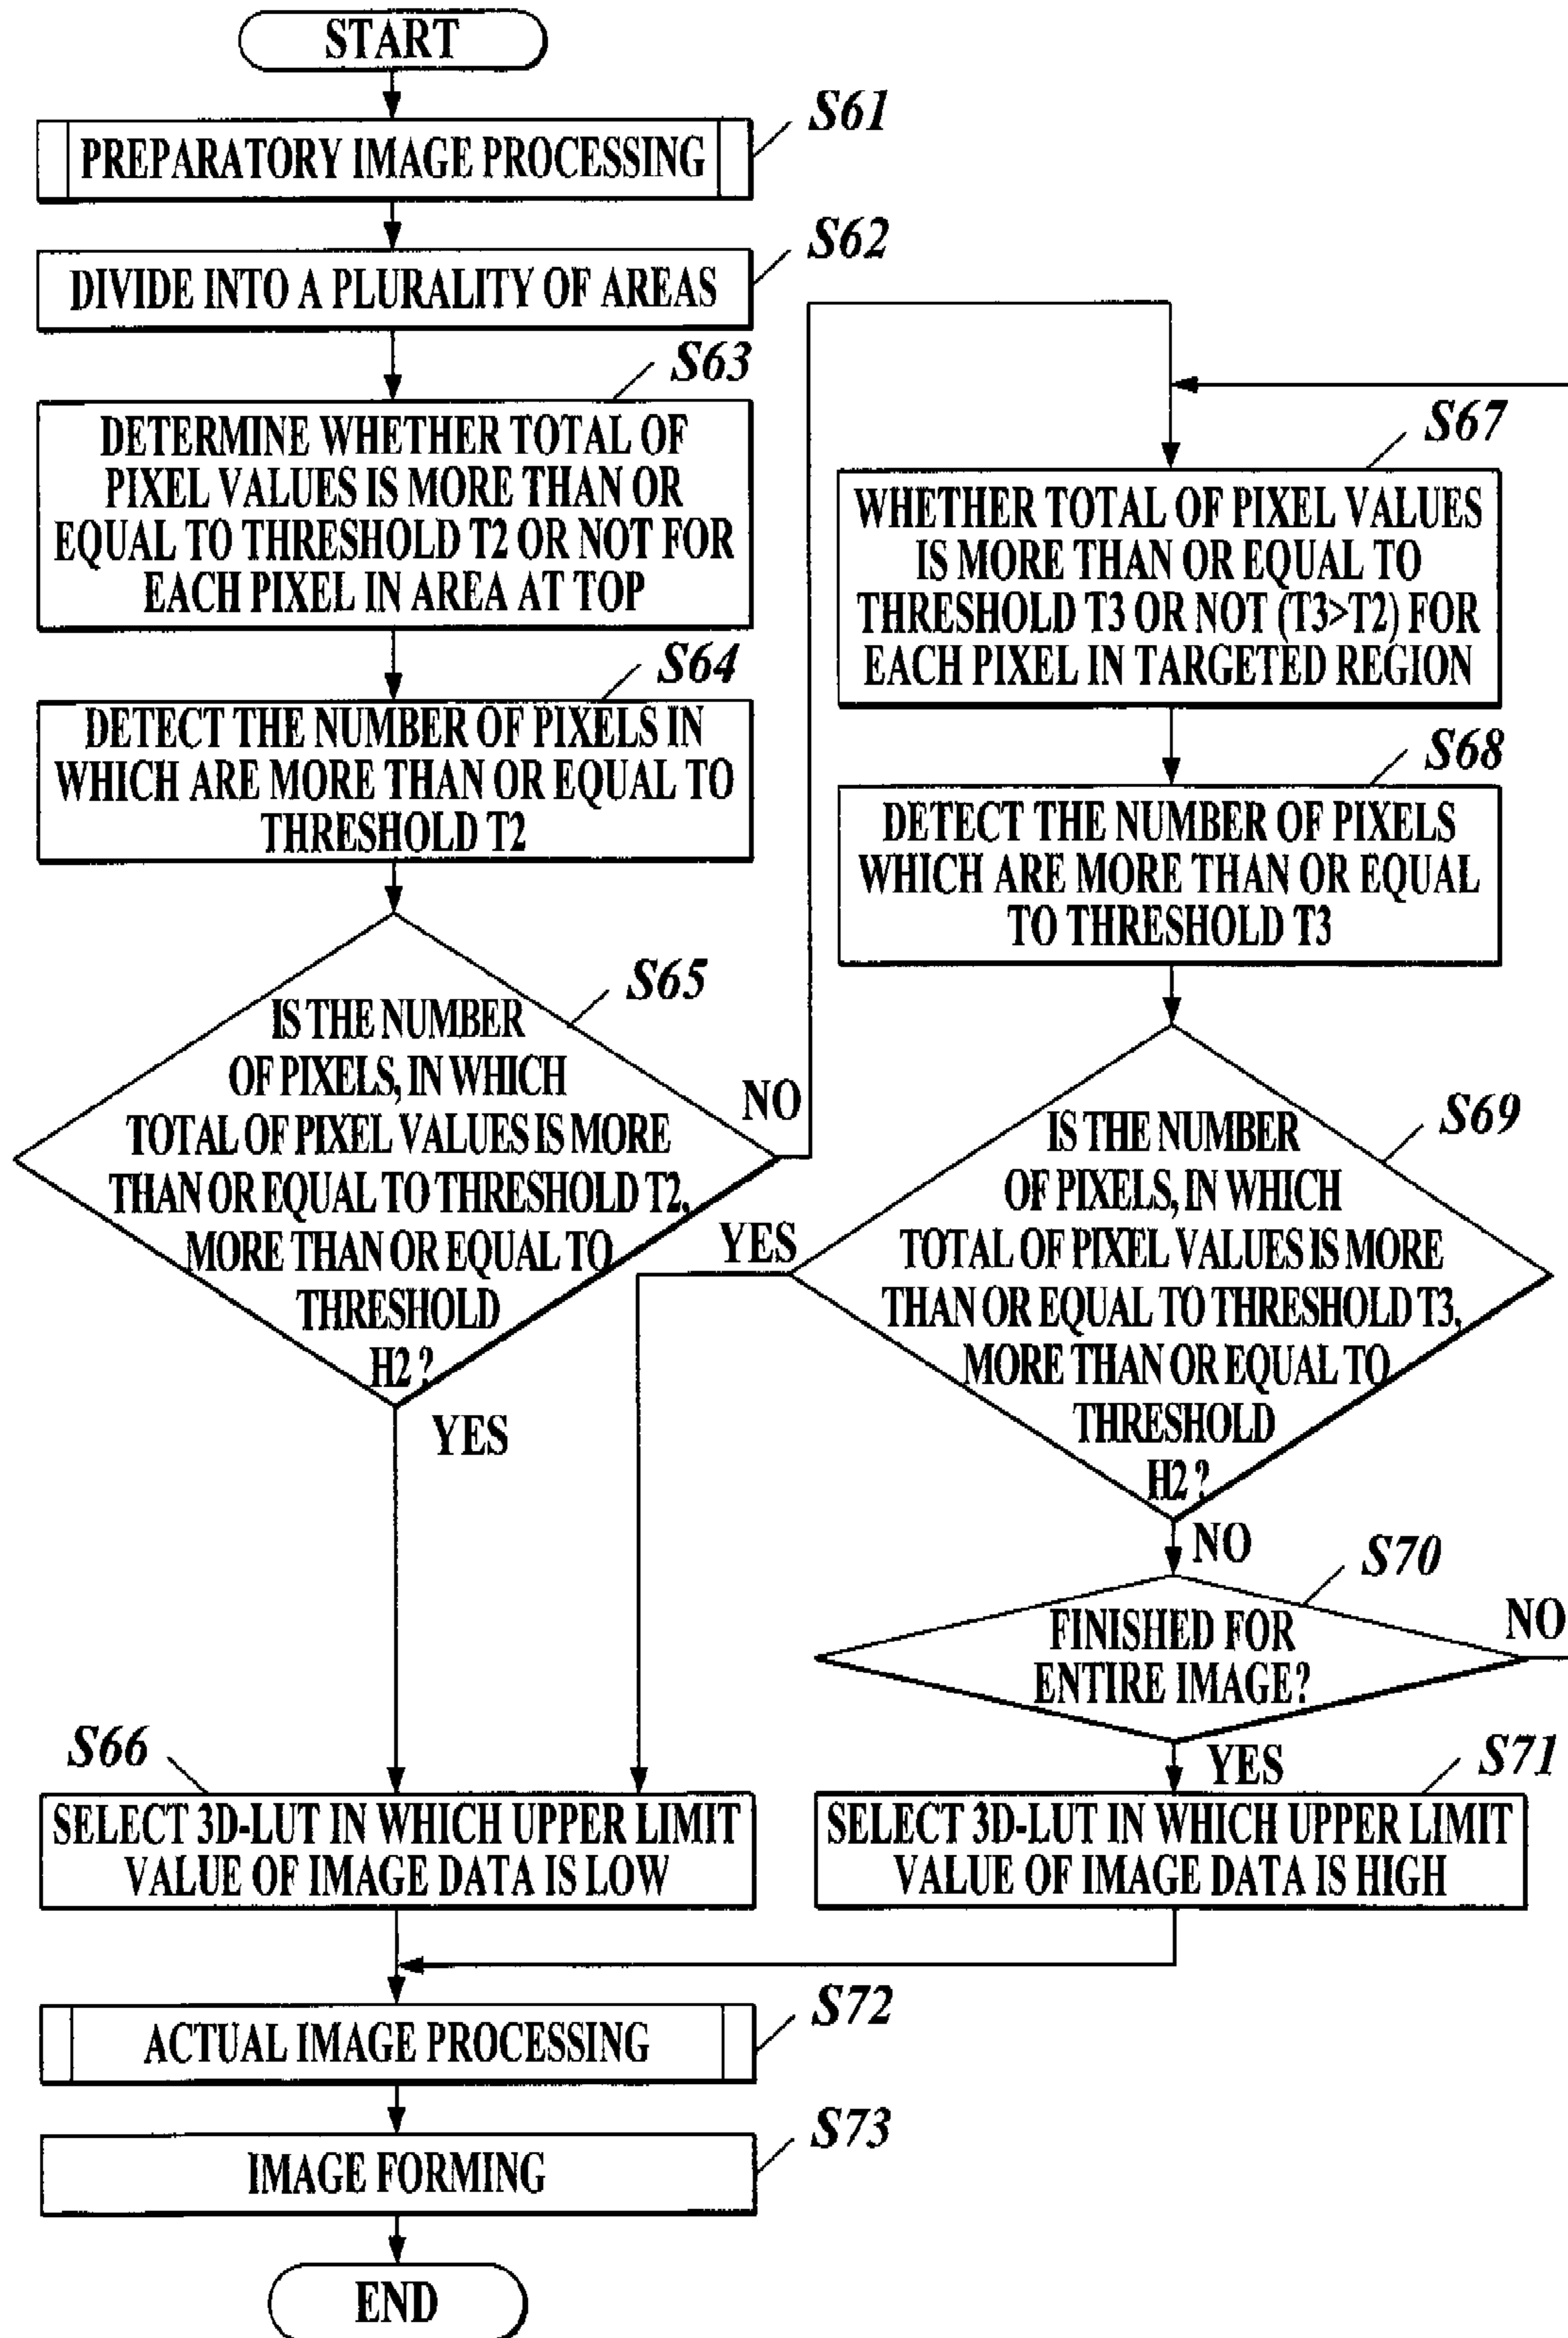 START
S61
PREPARATORY IMAGE PROCESSING
S62
DIVIDE INTO A PLURALITY OF AREAS
S63
DETERMINE WHETHER TOTAL OF
PIXEL VALUES IS MORE THAN OR
EQUAL TO THRESHOLD T2 OR NOT FOR
EACH PIXEL IN AREA AT TOP
S64
DETECT THE NUMBER OF PIXELS IN
WHICH ARE MORE THAN OR EQUAL TO
THRESHOLD T2
S65
IS THE NUMBER
OF PIXELS, IN WHICH
TOTAL OF PIXEL VALUES IS MORE
THAN OR EQUAL TO THRESHOLD T2,
MORE THAN OR EQUAL TO
THRESHOLD
H2 ?
NO
YES
S67
WHETHER TOTAL OF PIXEL VALUES
IS MORE THAN OR EQUAL TO
THRESHOLD T3 OR NOT (T3>T2) FOR
EACH PIXEL IN TARGETED REGION
S68
DETECT THE NUMBER OF PIXELS
WHICH ARE MORE THAN OR EQUAL
TO THRESHOLD T3
S69
IS THE NUMBER
OF PIXELS, IN WHICH
TOTAL OF PIXEL VALUES IS MORE
THAN OR EQUAL TO THRESHOLD T3,
MORE THAN OR EQUAL TO
THRESHOLD
H2 ?
YES
NO
S70
FINISHED FOR
ENTIRE IMAGE?
NO
YES
S66
SELECT 3D-LUT IN WHICH UPPER LIMIT
VALUE OF IMAGE DATA IS LOW
S71
SELECT 3D-LUT IN WHICH UPPER LIMIT
VALUE OF IMAGE DATA IS HIGH
S72
ACTUAL IMAGE PROCESSING
S73
IMAGE FORMING
END